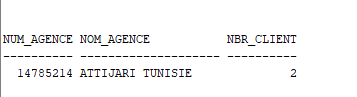 NUM_AGENCE NOM_AGENCE           NBR_CLIENT
---------- -------------------- ----------
  14785214 ATTIJARI TUNISIE              2